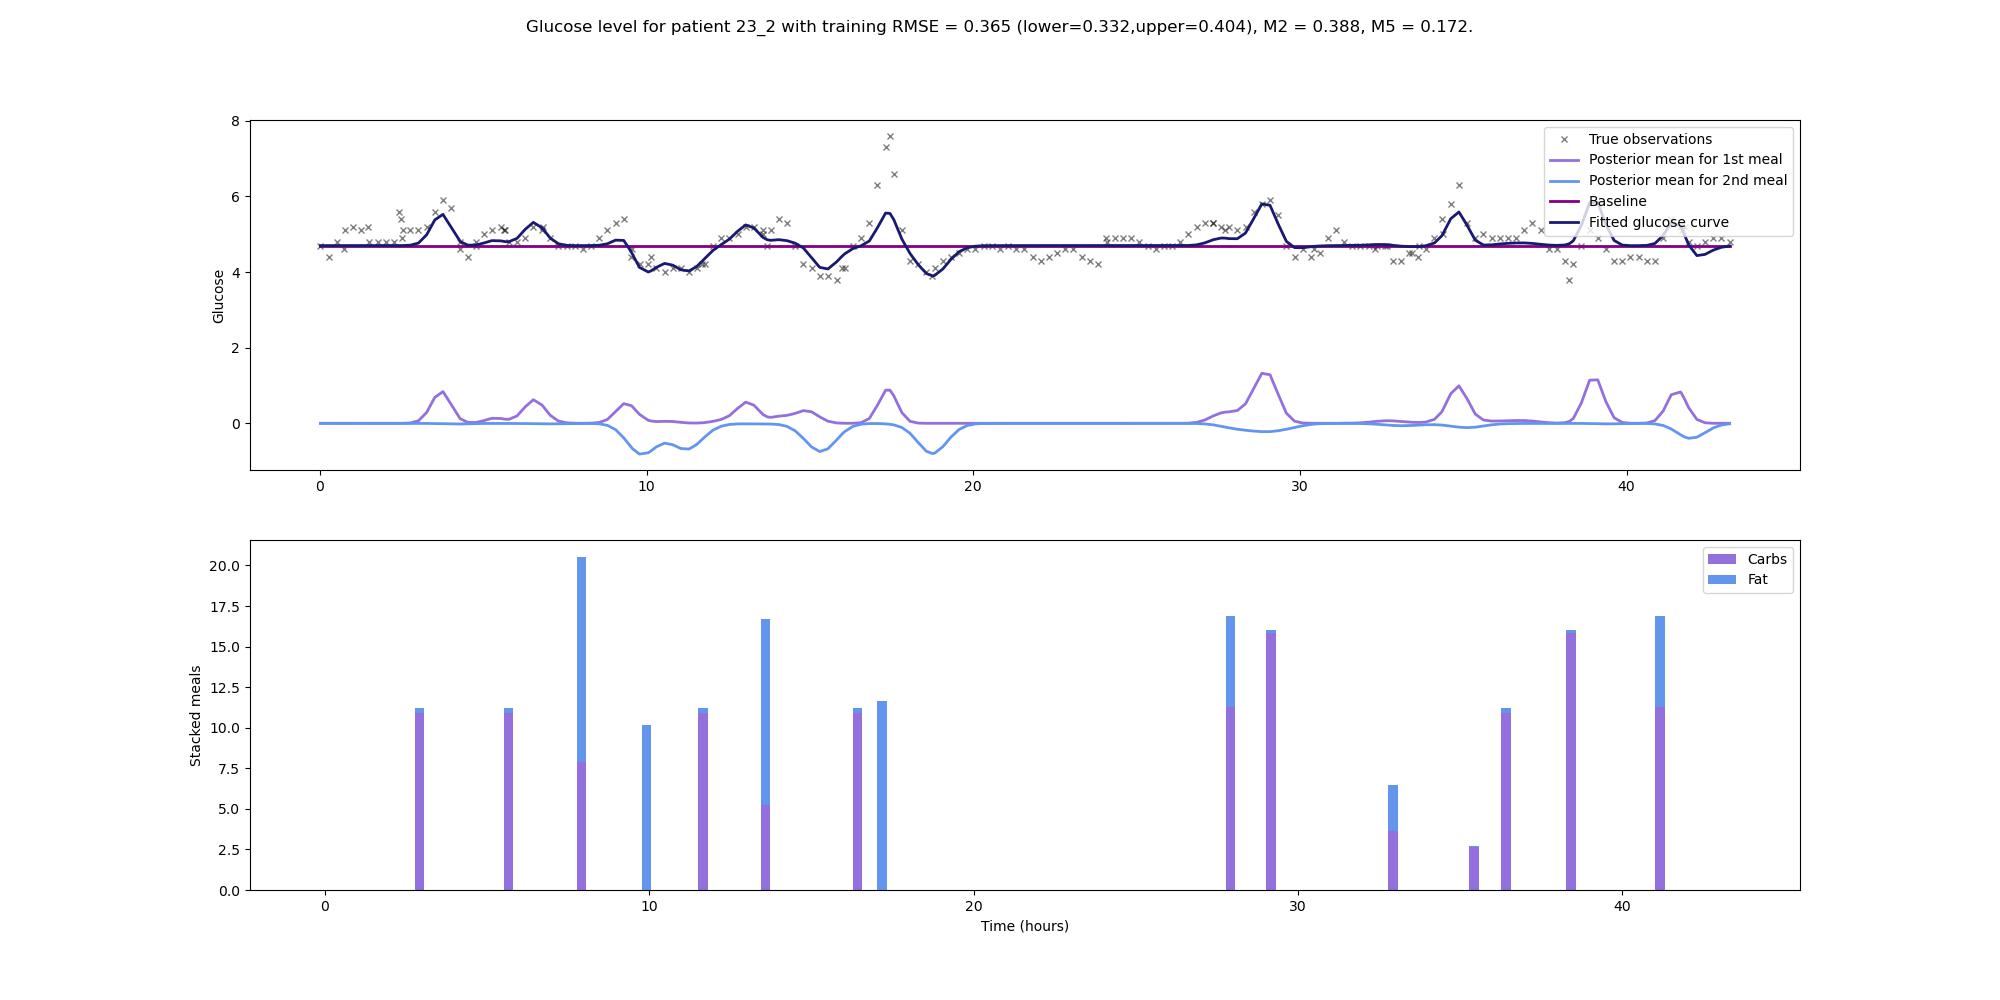 Glucose level for patient 23_2 with training RMSE = 0.365 (lower=0.332,upper=0.404), M2 = 0.388, M5 = 0.172.
8
6
4
2
0
Glucose
True observations
Posterior mean for 1st meal
Posterior mean for 2nd meal
Baseline
Fitted glucose curve
0 10 20 30 40
20.0
17.5
15.0
12.5
10.0
7.5
5.0
2.5
0.0
Stacked meals
Carbs
Fat
0 10 20 30 40
Time (hours)